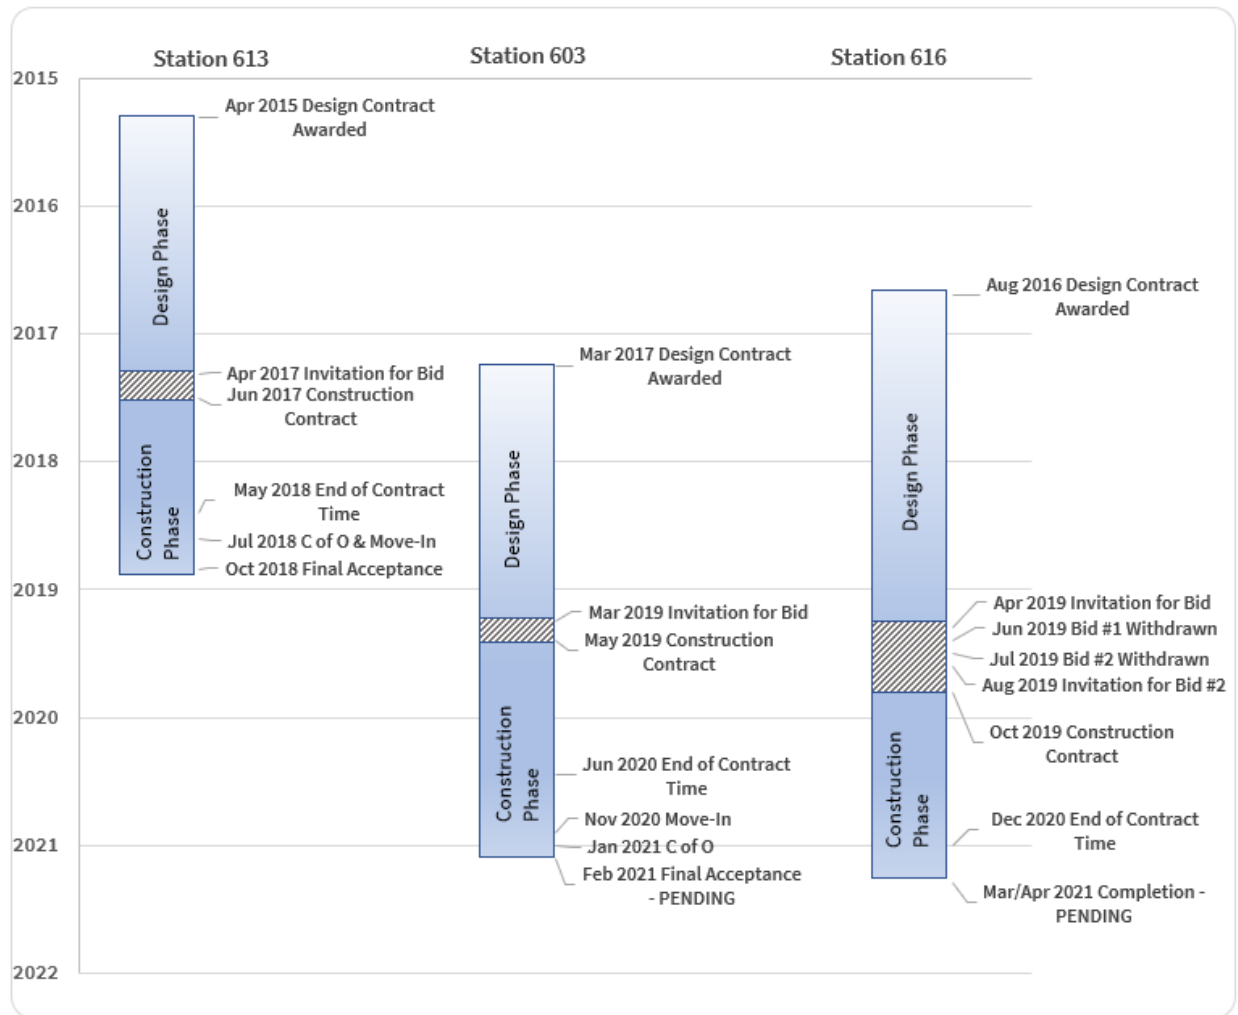 Station 613
Station 603
Station 616
2015
2016
2017
2018
2019
2020
2021
2022
Apr 2015 Design Contract
Awarded
Design Phase
Apr 2017 Invitation for Bid
Jun 2017 Construction
Contract
Construction
Phase
May 2018 End of Contract
Time
Jul 2018 C of O & Move-In
Oct 2018 Final Acceptance
Mar 2017 Design Contract
Awarded
Design Phase
Mar 2019 Invitation for Bid
May 2019 Construction
Contract
Construction
Phase
Jun 2020 End of Contract
Time
Nov 2020 Move-In
Jan 2021 C of O
Feb 2021 Final Acceptance
- PENDING
Aug 2016 Design Contract
Awarded
Design Phase
Apr 2019 Invitation for Bid
Jun 2019 Bid #1 Withdrawn
Jul 2019 Bid #2 Withdrawn
Aug 2019 Invitation for Bid #2
Oct 2019 Construction
Contract
Construction
Phase
Dec 2020 End of Contract
Time
Mar/Apr 2021 Completion -
PENDING